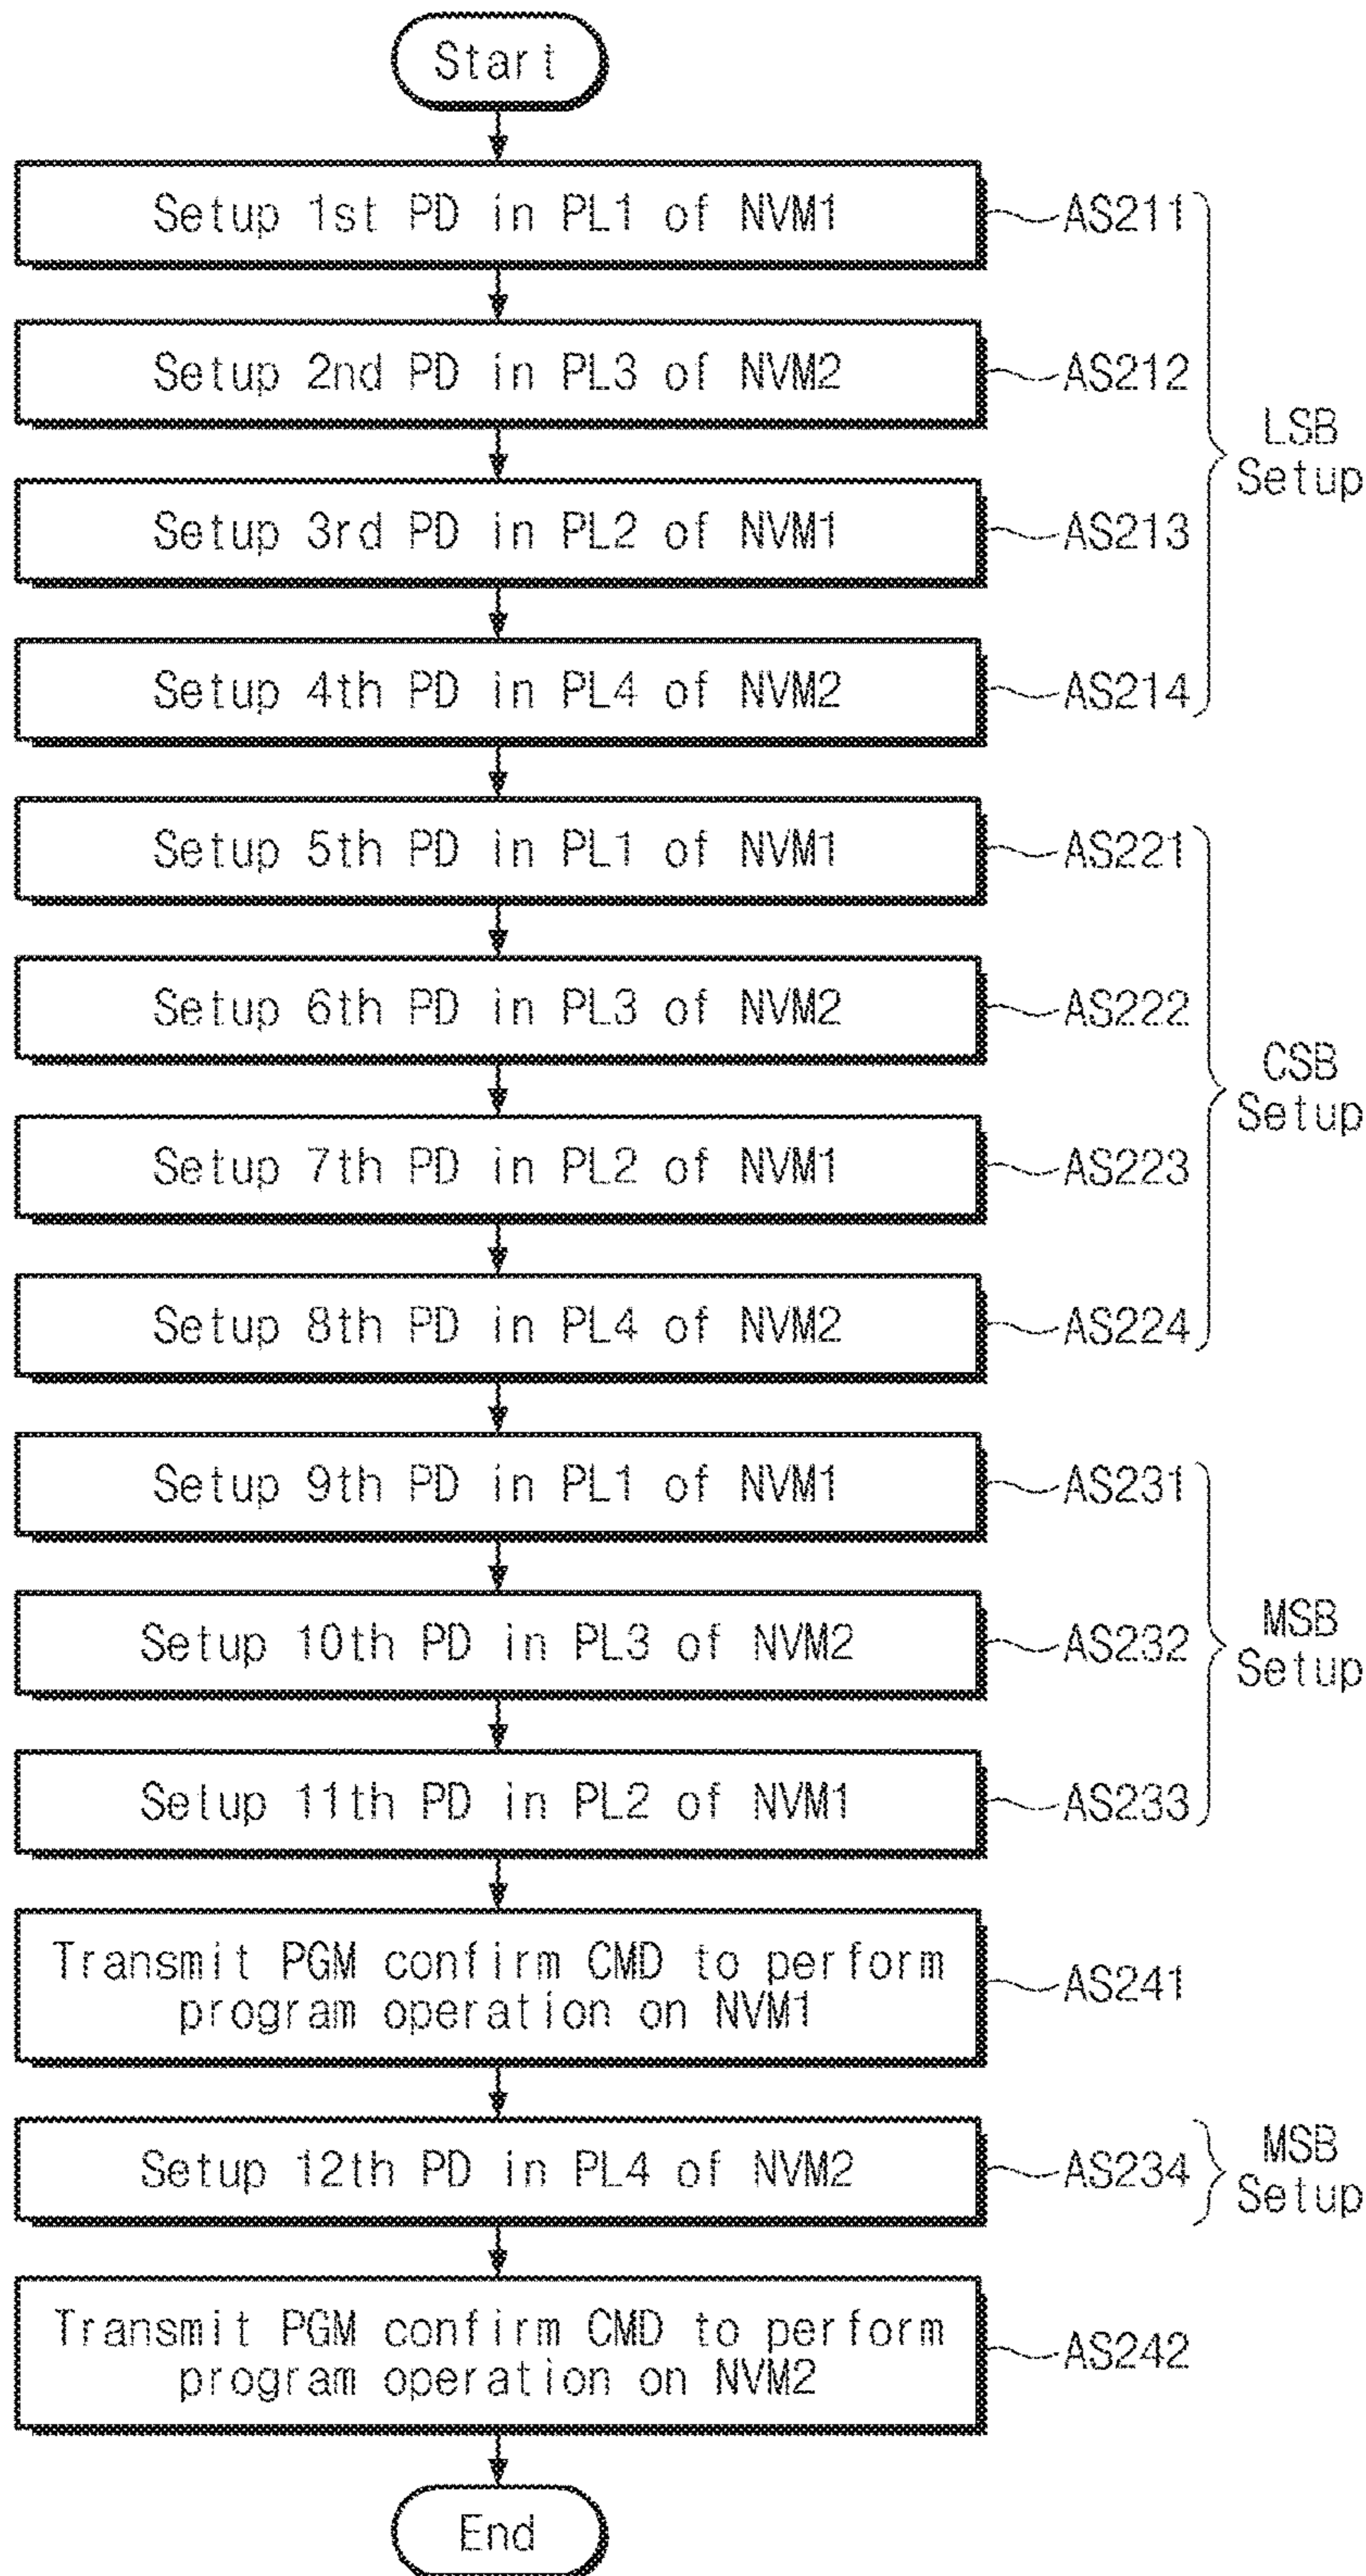 Start
Setup 1st PD in PL1 of NVM1
AS211
Setup 2nd PD in PL3 of NVM2
AS212
LSB
Setup
Setup 3rd PD in PL2 of NVM1
AS213
Setup 4th PD in PL4 of NVM2
AS214
Setup 5th PD in PL1 of NVM1
AS221
Setup 6th PD in PL3 of NVM2
AS222
CSB
Setup
Setup 7th PD in PL2 of NVM1
AS223
Setup 8th PD in PL4 of NVM2
AS224
Setup 9th PD in PL1 of NVM1
AS231
Setup 10th PD in PL3 of NVM2
AS232
MSB
Setup
Setup 11th PD in PL2 of NVM1
AS233
Transmit PGM confirm CMD to perform
program operation on NVM1
AS241
Setup 12th PD in PL4 of NVM2
AS234
MSB
Setup
Transmit PGM confirm CMD to perform
program operation on NVM2
AS242
End